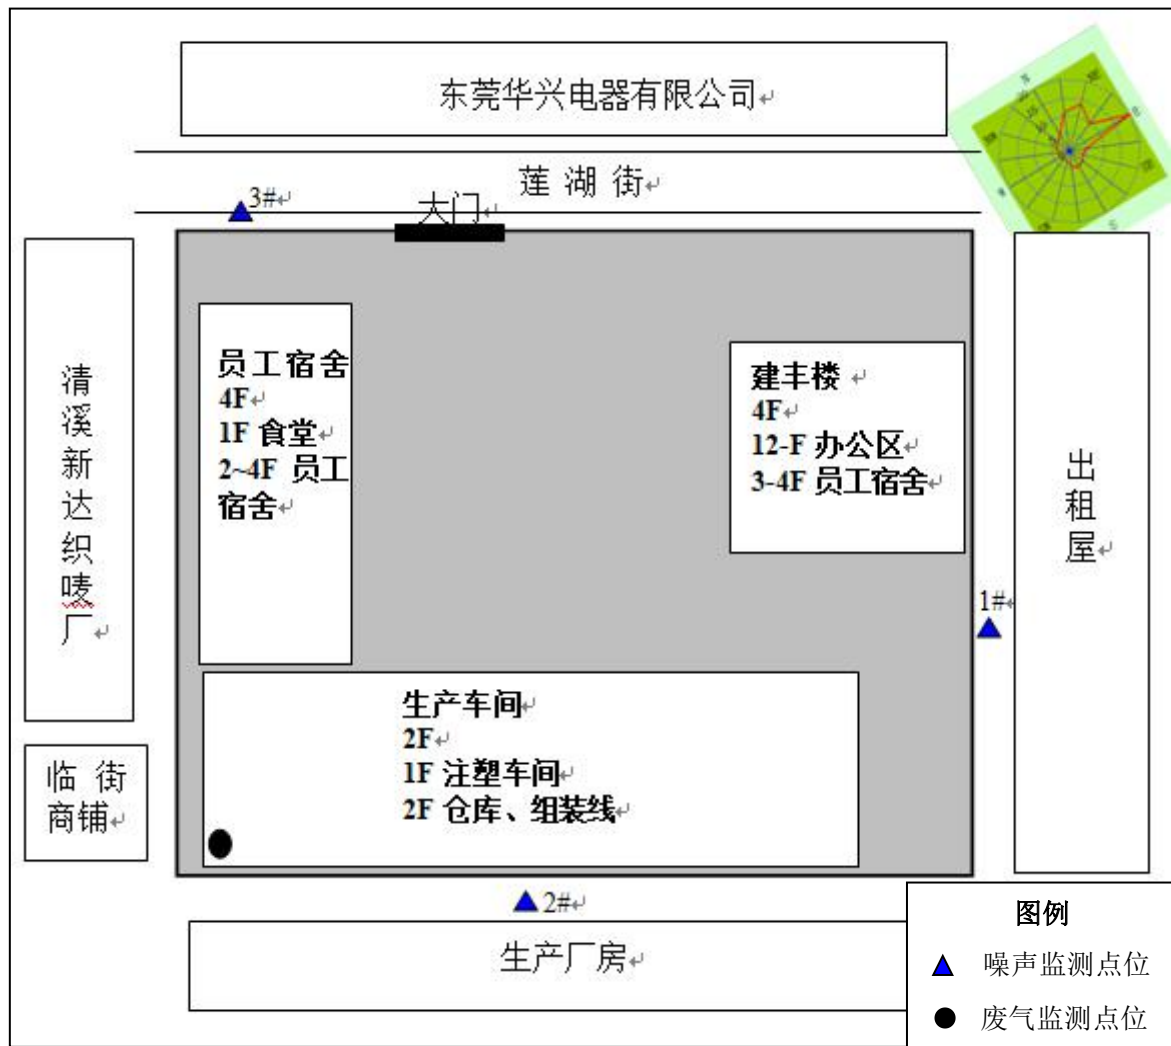 东莞华兴电器有限公司
莲湖街
3#
大门
清溪新达织唛厂
员工宿舍
4F
1F 食堂
2~4F 员工
宿舍
建丰楼
4F
12-F 办公区
3-4F 员工宿舍
出租屋
1#
生产车间
2F
1F 注塑车间
2F 仓库、组装线
临街
商铺
2#
生产厂房
图例
噪声监测点位
废气监测点位